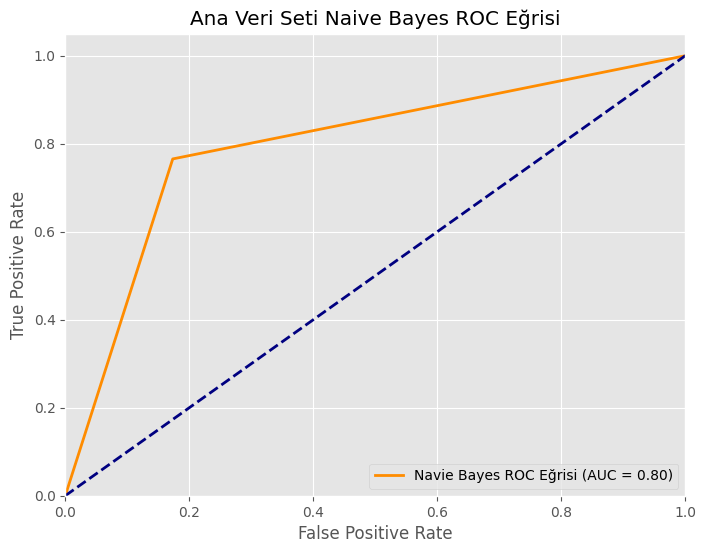 Ana Veri Seti Naive Bayes ROC Eğrisi
1.0
0.8
0.6
0.4
0.2
0.0
True Positive Rate
Navie Bayes ROC Eğrisi (AUC = 0.80)
0.0 0.2 0.4 0.6 0.8 1.0
False Positive Rate